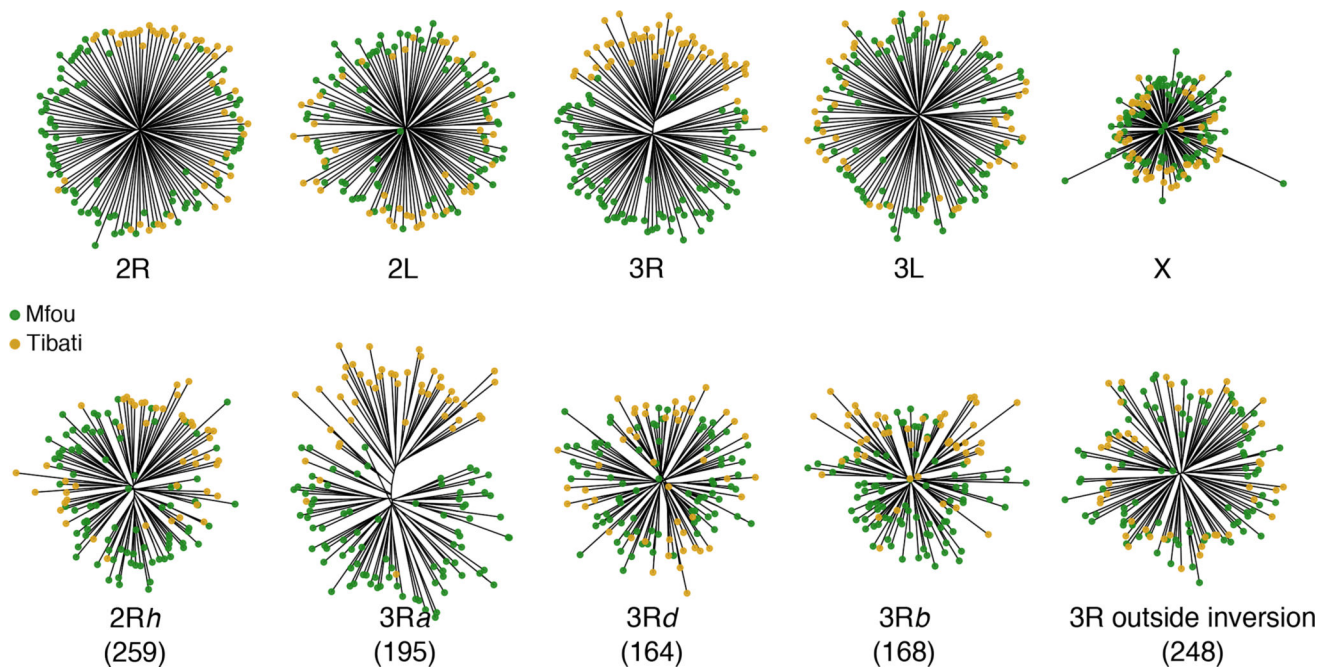 2R
2L
3R
3L
X
Mfou
Tibati
2Rh
3Ra
3Rd
3Rb
3R outside inversion
(259)
(195)
(164)
(168)
(248)